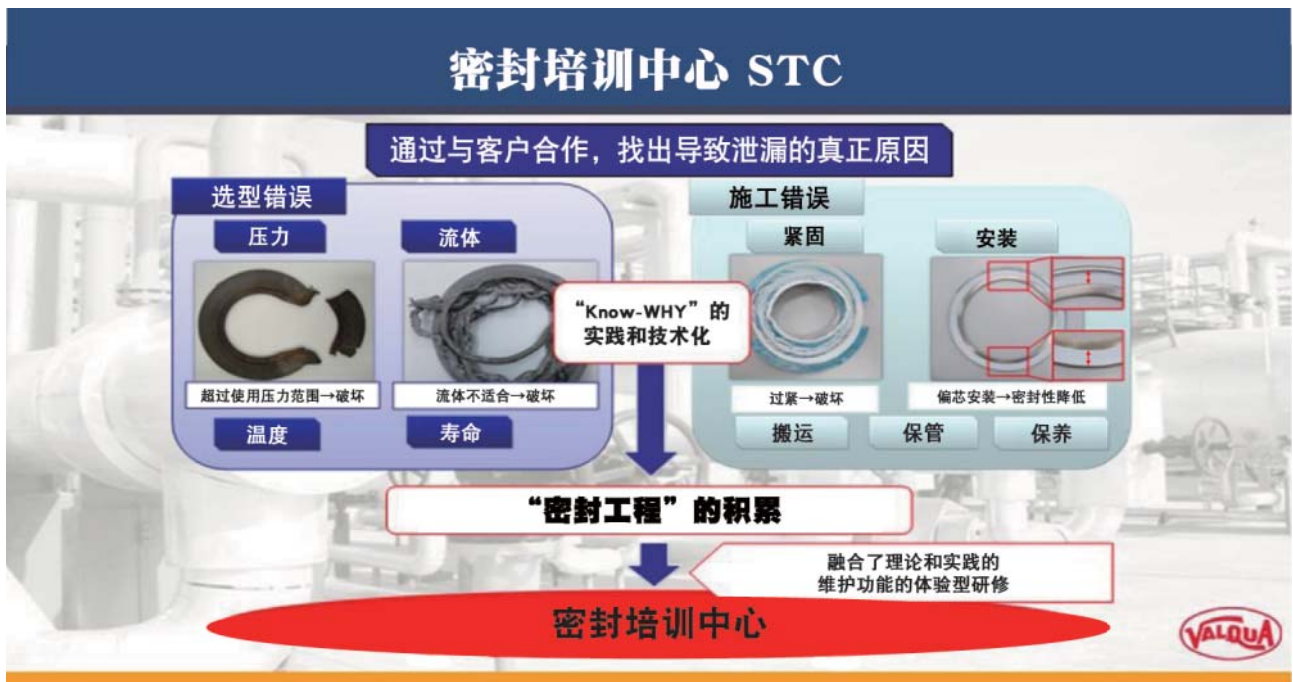 密封培训中心 STC
通过与客户合作，找出导致泄漏的真正原因
选型错误
压力
流体
超过使用压力范围→破坏
流体不适合→破坏
温度
寿命
“Know-WHY”的
实践和技术化
施工错误
紧固
安装
过紧→破坏
偏芯安装→密封性降低
搬运
保管
保养
“密封工程”的积累
融合了理论和实践的
维护功能的体验型研修
密封培训中心
VALQUA